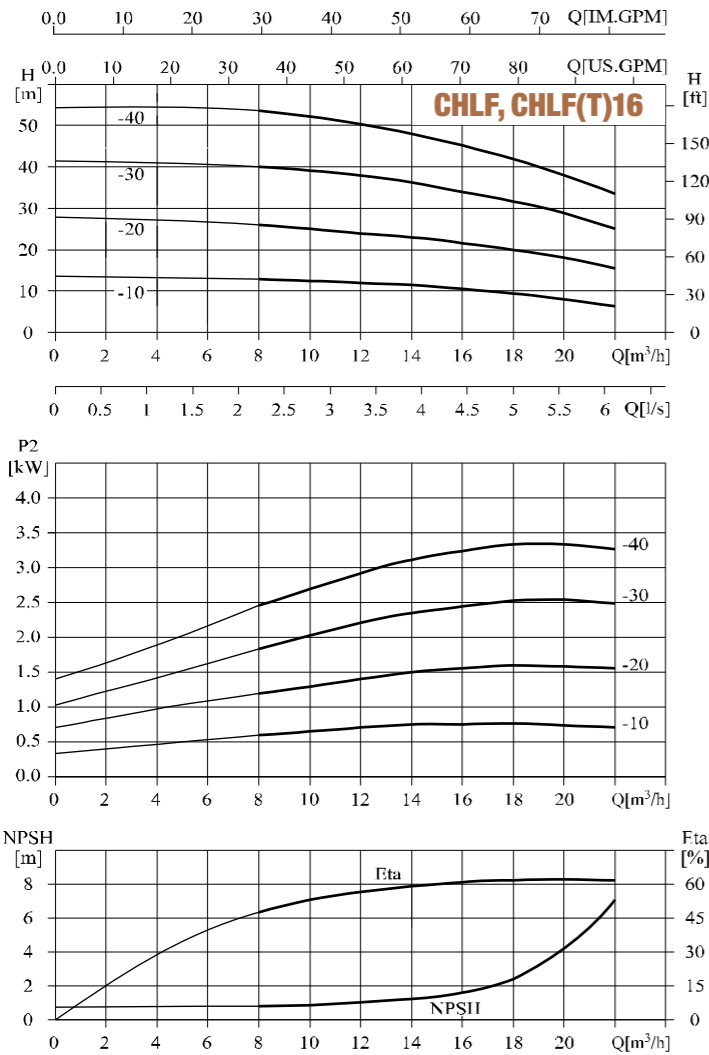 0.0 10 20 30 40 50 60 70 Q[IM.GPM]
0.0 10 20 30 40 50 60 70 80 Q[US.GPM]
H
[m]
H
[ft]
CHLF, CHLF(T)16
50
40
30
20
10
0
-40
-30
-20
-10
150
120
90
60
30
0
0 2 4 6 8 10 12 14 16 18 20 Q[m³/h]
0 0.5 1 1.5 2 2.5 3 3.5 4 4.5 5 5.5 6 Q[l/s]
P2
[kW]
4.0
3.5
3.0
2.5
2.0
1.5
1.0
0.5
0.0
-40
-30
-20
-10
0 2 4 6 8 10 12 14 16 18 20 Q[m³/h]
NPSH
[m]
Eta
[%]
8
6
4
2
0
Eta
NPSH
60
45
30
15
0
0 2 4 6 8 10 12 14 16 18 20 Q[m³/h]